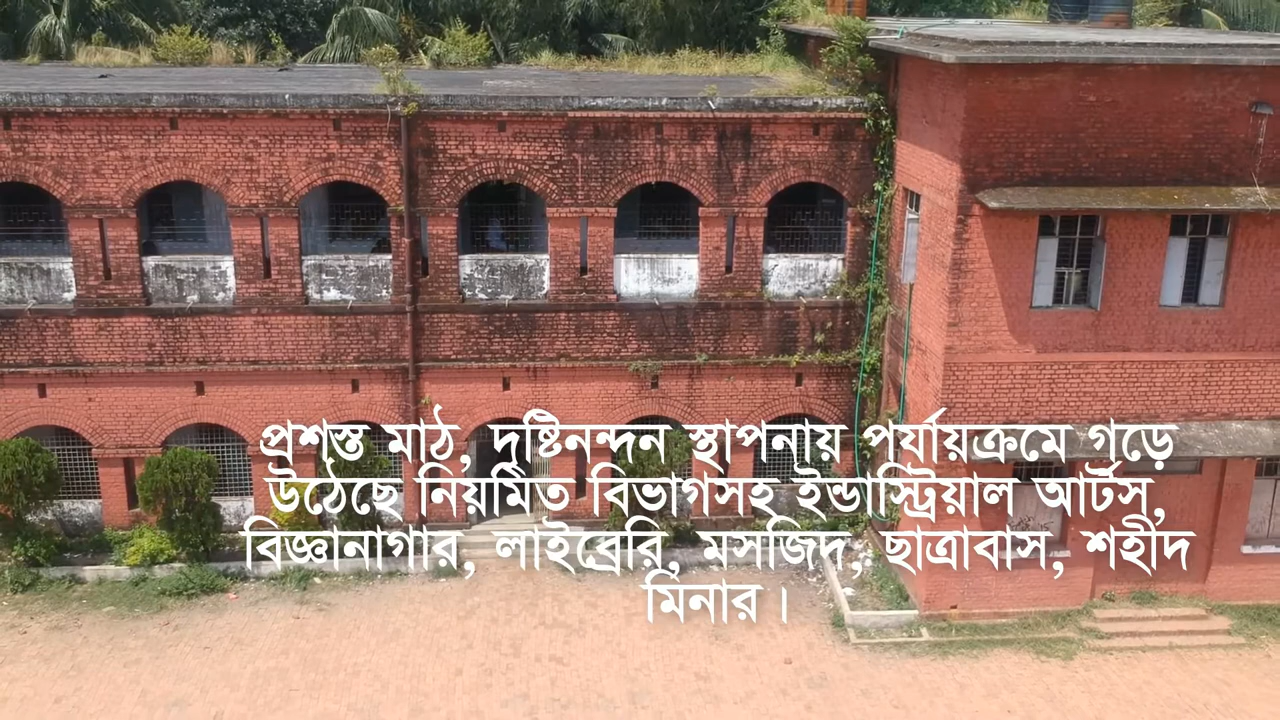 প্রশস্ত মাঠ, দৃষ্টিনন্দন স্থাপনায় পর্যায়ক্রমে গড়ে
উঠেছে নিয়মিত বিভাগসহ ইন্ডাস্ট্রিয়াল আর্টস,
বিজ্ঞানাগার, লাইব্রেরি, মসজিদ, ছাত্রাবাস, শহীদ
মিনার।